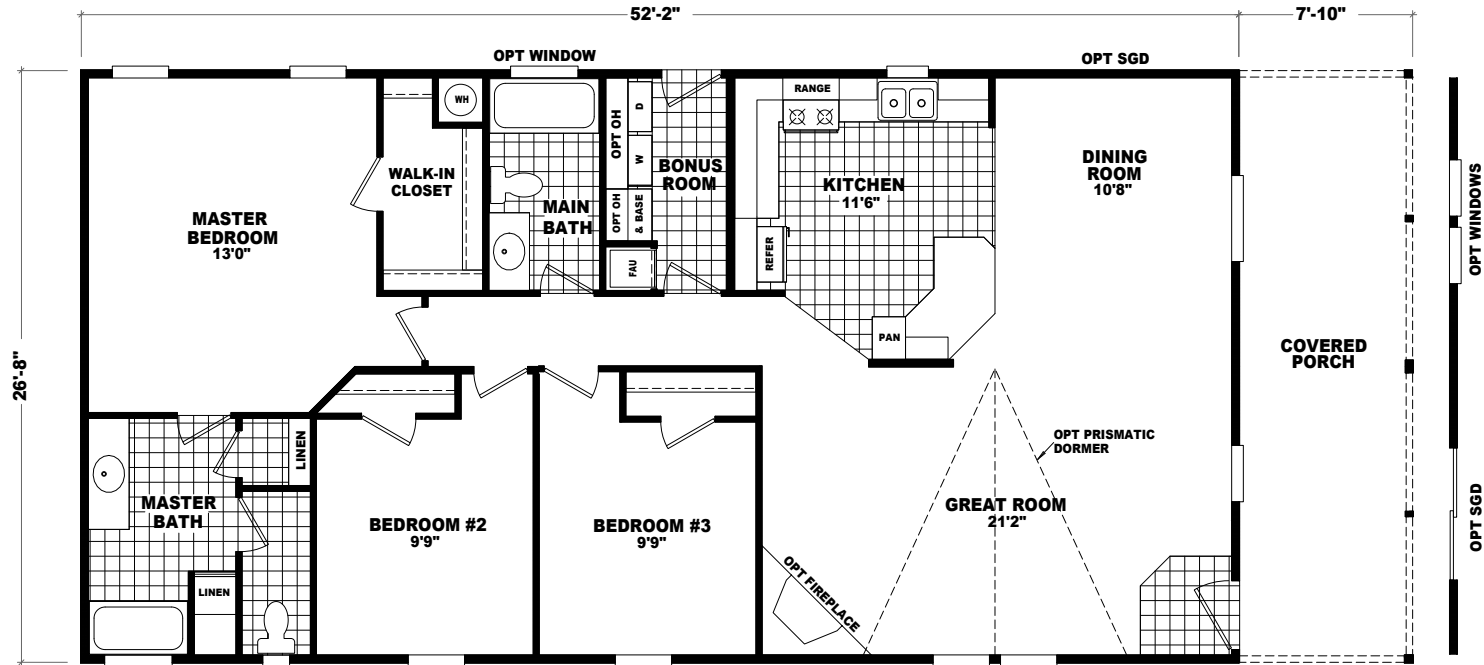 52'-2"
7'-10"
OPT WINDOW
OPT SGD
26'-8"
WH
WALK-IN
CLOSET
MASTER
BEDROOM
13'0"
MAIN
BATH
OPT OH
D
W
OPT OH
& BASE
FAU
BONUS
ROOM
RANGE
KITCHEN
11'6"
REFER
PAN
DINING
ROOM
10'8"
OPT WINDOWS
COVERED
PORCH
LINEN
MASTER
BATH
LINEN
BEDROOM #2
9'9"
BEDROOM #3
9'9"
OPT PRISMATIC
DORMER
GREAT ROOM
21'2"
OPT FIREPLACE
OPT SGD